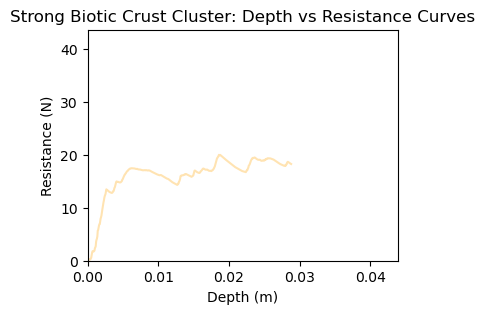 Strong Biotic Crust Cluster: Depth vs Resistance Curves
40
30
20
10
0
Resistance (N)
0.00 0.01 0.02 0.03 0.04
Depth (m)